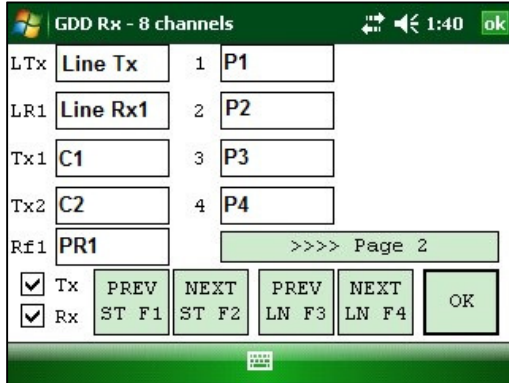 GDD Rx - 8 channels 1:40 ok
LTx Line Tx 1 P1
LR1 Line Rx1 2 P2
Tx1 C1 3 P3
Tx2 C2 4 P4
Rf1 PR1 >>>> Page 2
Tx PREV NEXT PREV NEXT OK
Rx ST F1 ST F2 LN F3 LN F4